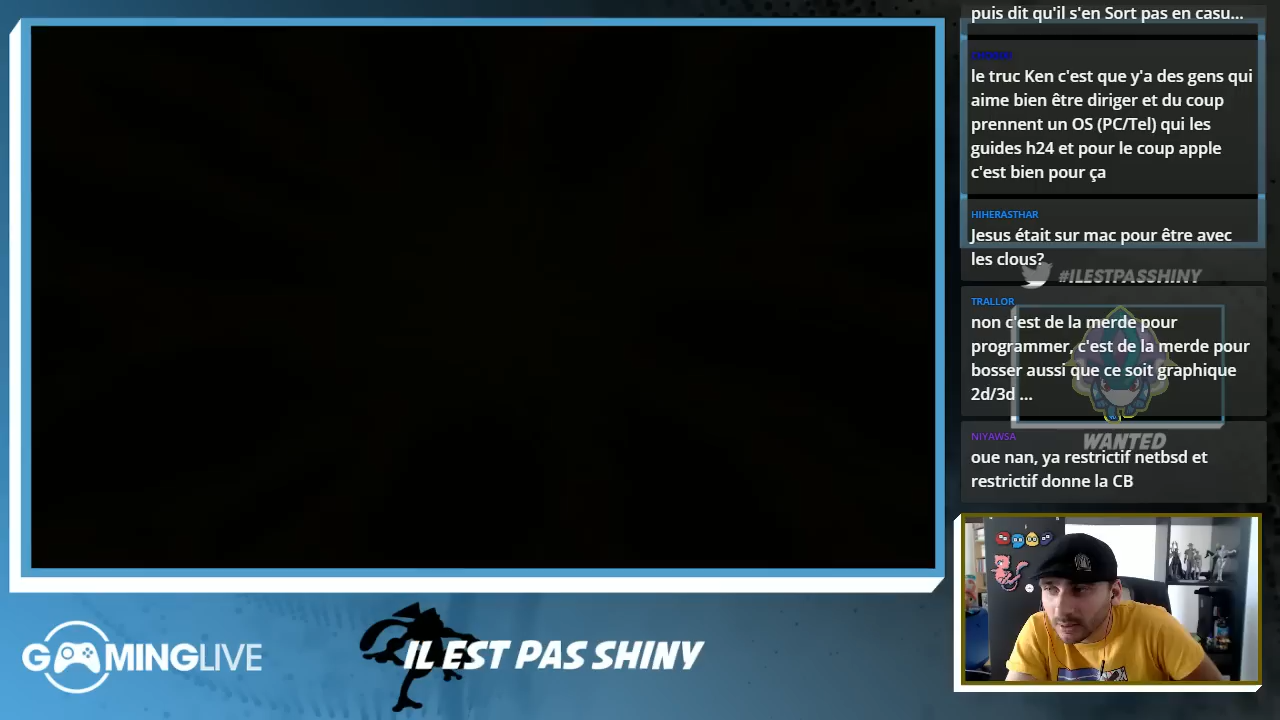 puis dit qu'il s'en Sort pas en casu...
le truc Ken c'est que y'a des gens qui
aime bien être diriger et du coup
prennent un OS (PC/Tel) qui les
guides h24 et pour le coup apple
c'est bien pour ça
HIHERASTHAR
Jesus était sur mac pour être avec
les clous?
#ILESTPASSHINY
TRALLOR
non c'est de la merde pour
programmer, c'est de la merde pour
bosser aussi que ce soit graphique
2d/3d ...
WANTED
NIYAWSA
oue nan, ya restrictif netbsd et
restrictif donne la CB
GAMINGLIVE
IL EST PAS SHINY